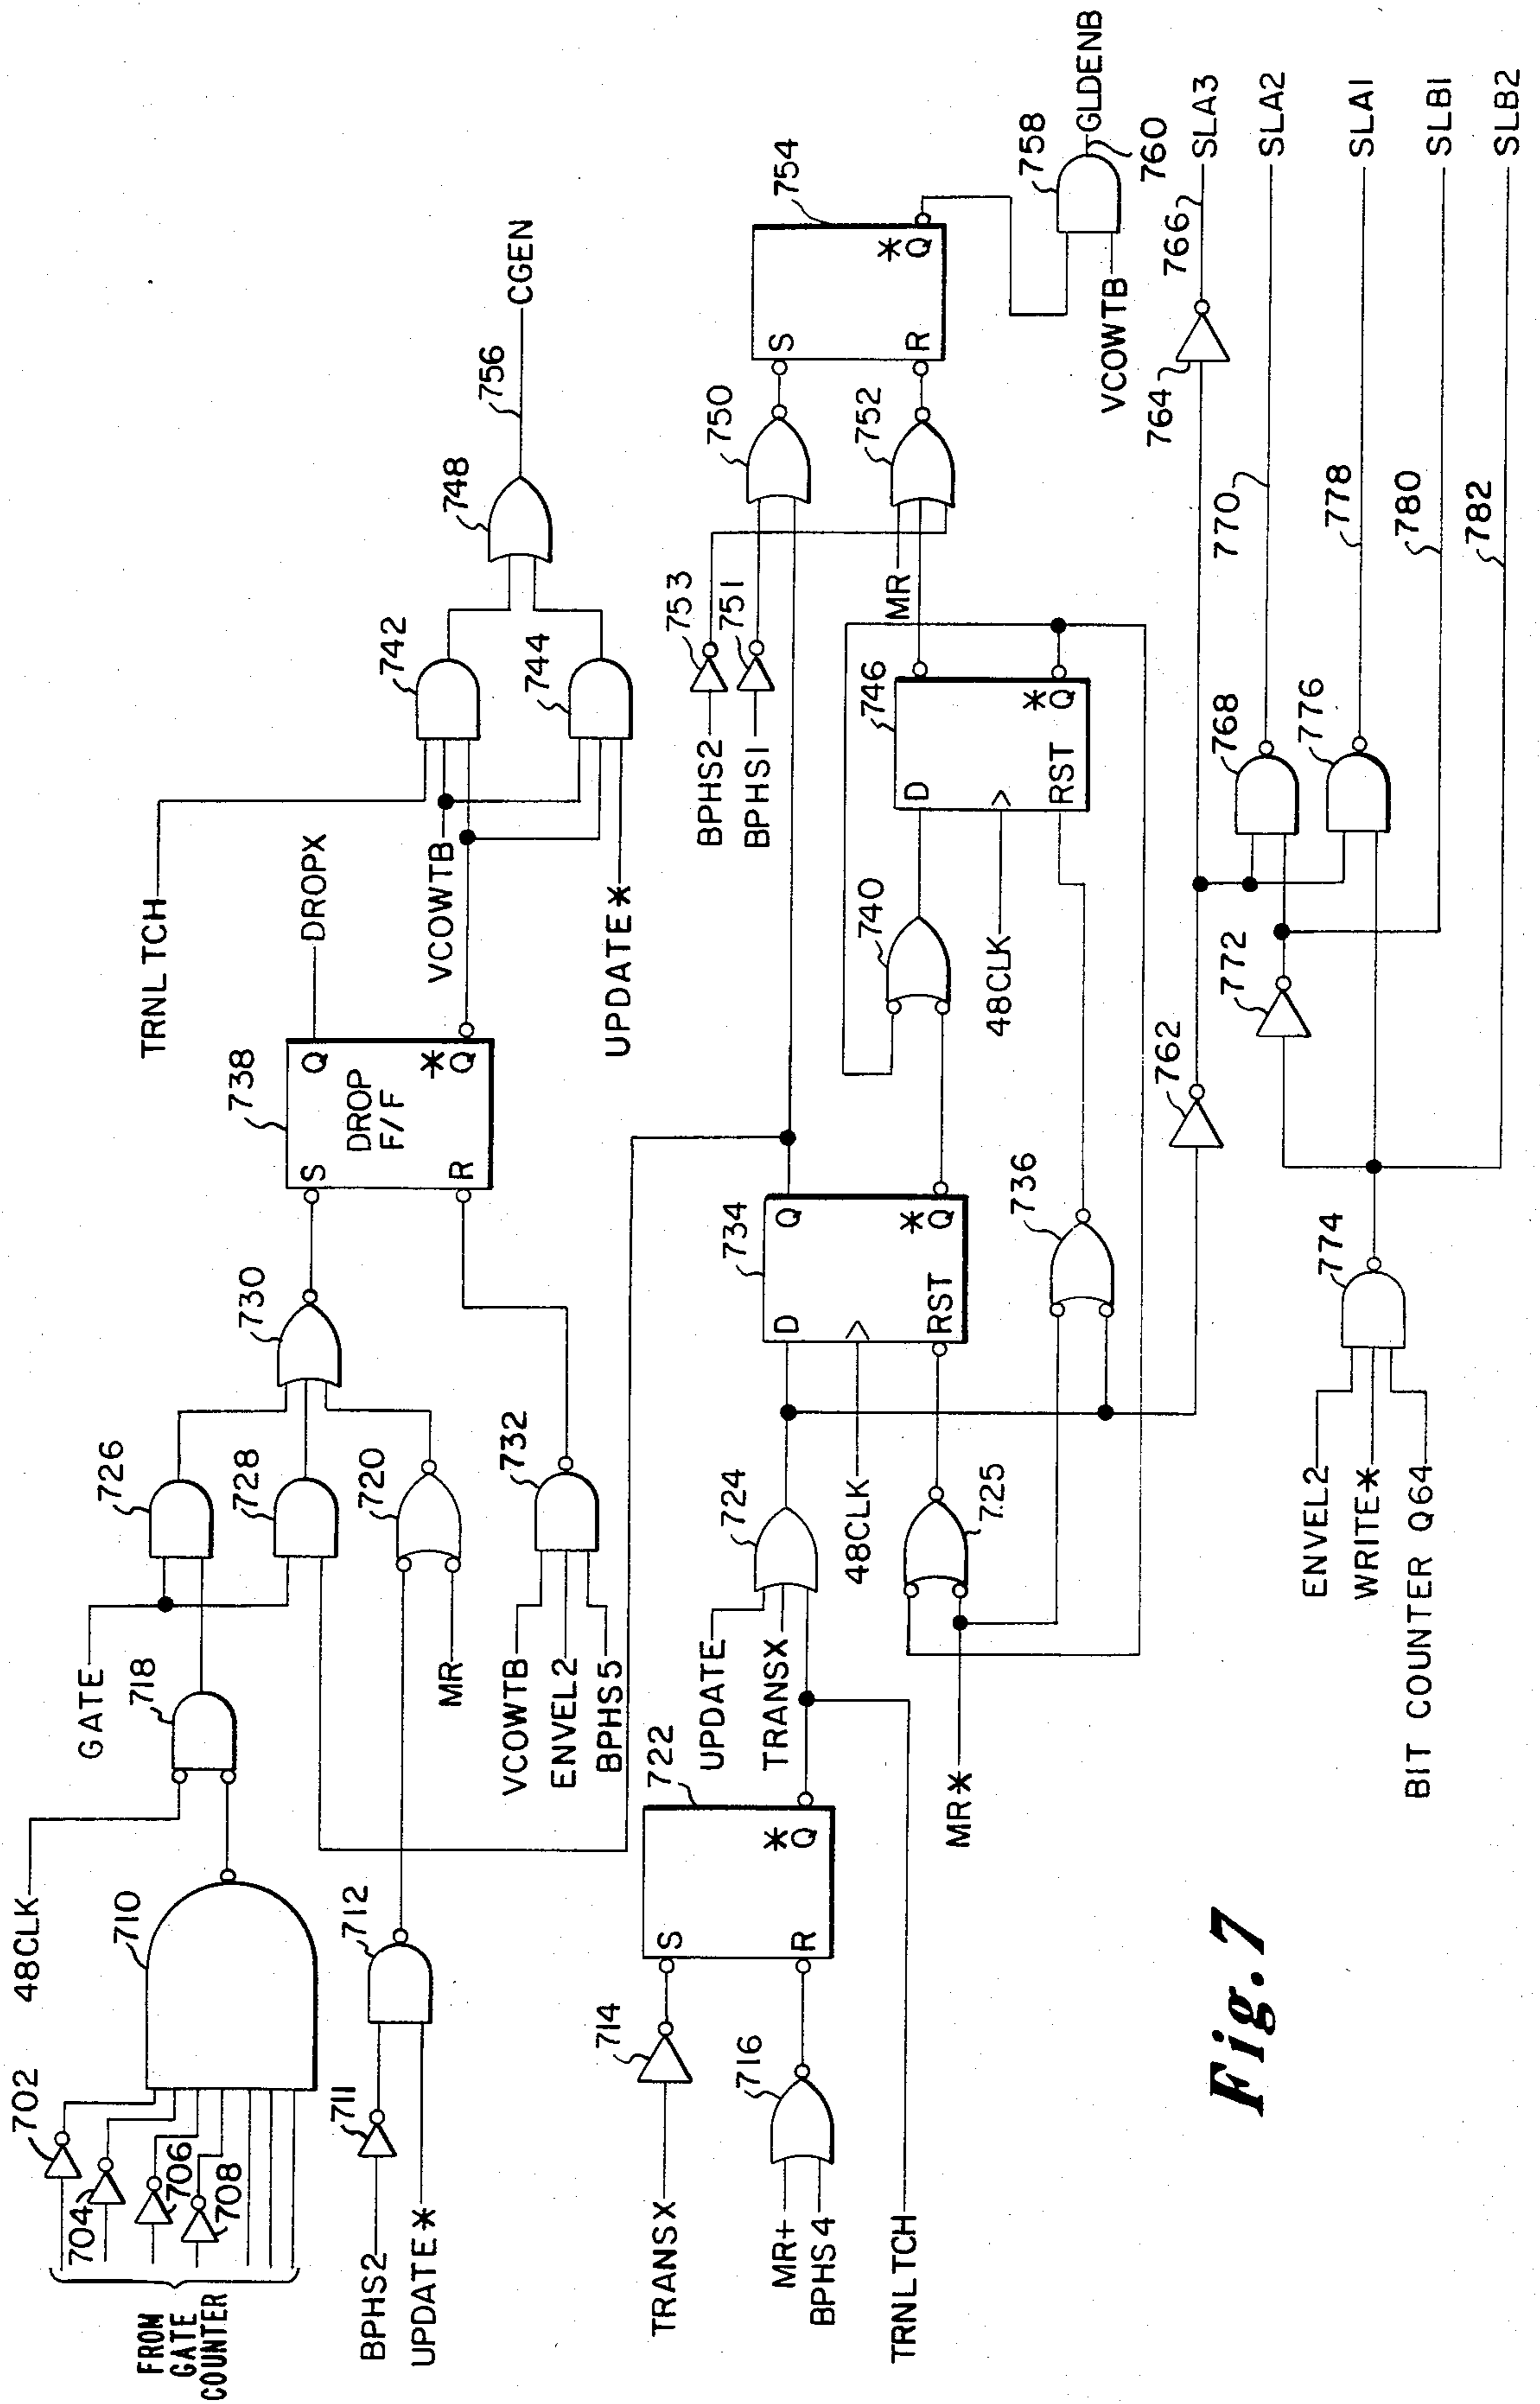 FROM
GATE
COUNTER
702
704
706
708
48CLK
710
GATE
718
BPHS2
UPDATE*
711
712
726
728
720
MR
VCOWTB
ENVEL2
BPHS5
732
730
738
S
R
DROP
F/F
Q
*Q
DROPX
TRNLTCH
VCOWTB
UPDATE*
742
744
748
756
CGEN
TRANSX
714
MR+
BPHS4
716
TRNLTCH
722
S
R
*Q
UPDATE
TRANSX
724
48CLK
MR*
725
734
D
RST
Q
*Q
736
740
48CLK
746
D
RST
*Q
BPHS2
BPHS1
753
751
MR
750
752
754
S
R
*Q
VCOWTB
758
GLDENB
760
762
764
766
SLA3
768
770
SLA2
772
776
778
SLA1
780
SLB1
782
SLB2
ENVEL2
WRITE*
BIT COUNTER Q64
774
Fig. 7